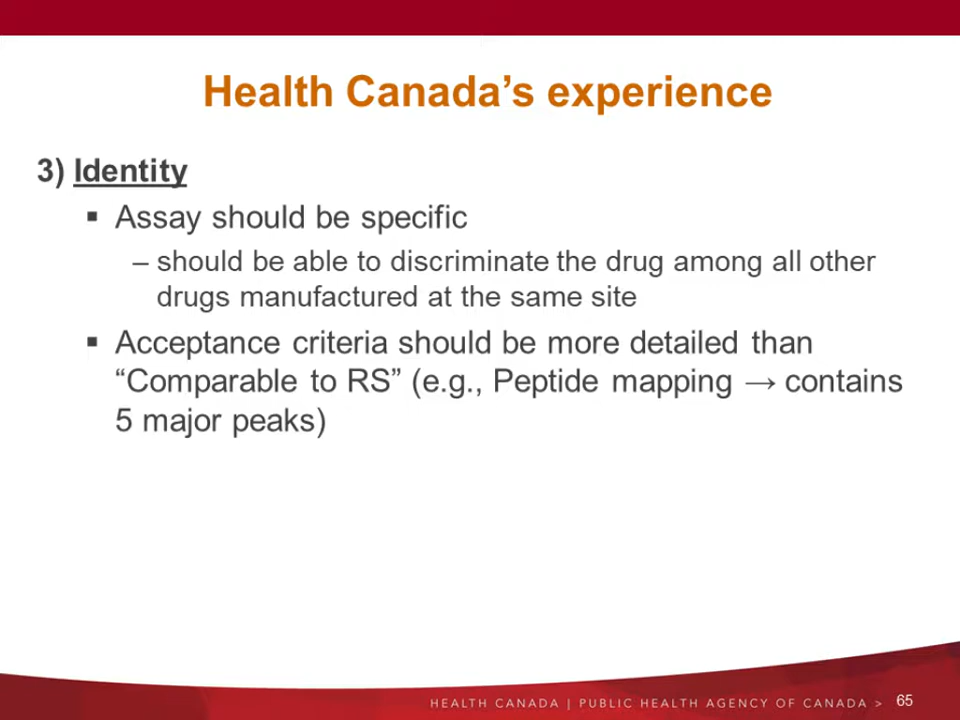 Health Canada’s experience
3) Identity
▪ Assay should be specific
– should be able to discriminate the drug among all other
drugs manufactured at the same site
▪ Acceptance criteria should be more detailed than
“Comparable to RS” (e.g., Peptide mapping → contains
5 major peaks)
HEALTH CANADA | PUBLIC HEALTH AGENCY OF CANADA > 65